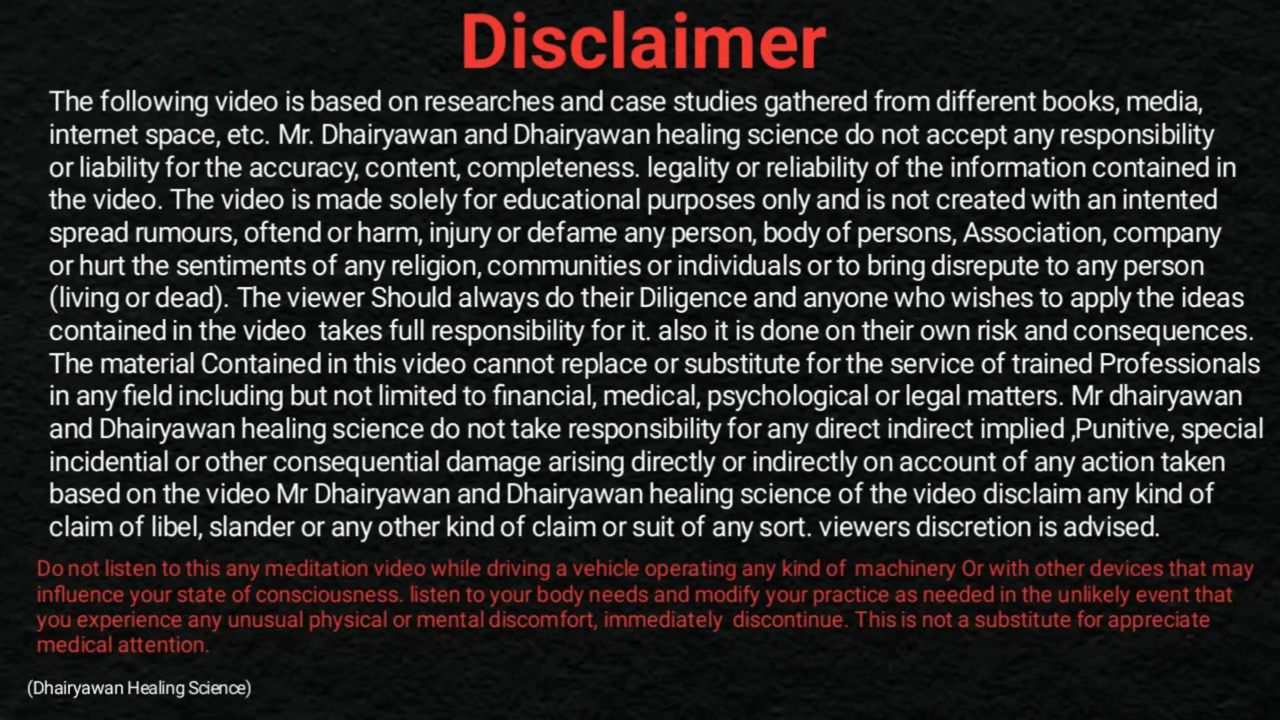 Disclaimer
The following video is based on researches and case studies gathered from different books, media,
internet space, etc. Mr. Dhairyawan and Dhairyawan healing science do not accept any responsibility
or liability for the accuracy, content, completeness. legality or reliability of the information contained in
the video. The video is made solely for educational purposes only and is not created with an intented
spread rumours, oftend or harm, injury or defame any person, body of persons, Association, company
or hurt the sentiments of any religion, communities or individuals or to bring disrepute to any person
(living or dead). The viewer Should always do their Diligence and anyone who wishes to apply the ideas
contained in the video  takes full responsibility for it. also it is done on their own risk and consequences.
The material Contained in this video cannot replace or substitute for the service of trained Professionals
in any field including but not limited to financial, medical, psychological or legal matters. Mr dhairyawan
and Dhairyawan healing science do not take responsibility for any direct indirect implied ,Punitive, special
incidential or other consequential damage arising directly or indirectly on account of any action taken
based on the video Mr Dhairyawan and Dhairyawan healing science of the video disclaim any kind of
claim of libel, slander or any other kind of claim or suit of any sort. viewers discretion is advised.
Do not listen to this any meditation video while driving a vehicle operating any kind of  machinery Or with other devices that may
influence your state of consciousness. listen to your body needs and modify your practice as needed in the unlikely event that
you experience any unusual physical or mental discomfort, immediately  discontinue. This is not a substitute for appreciate
medical attention.
(Dhairyawan Healing Science)